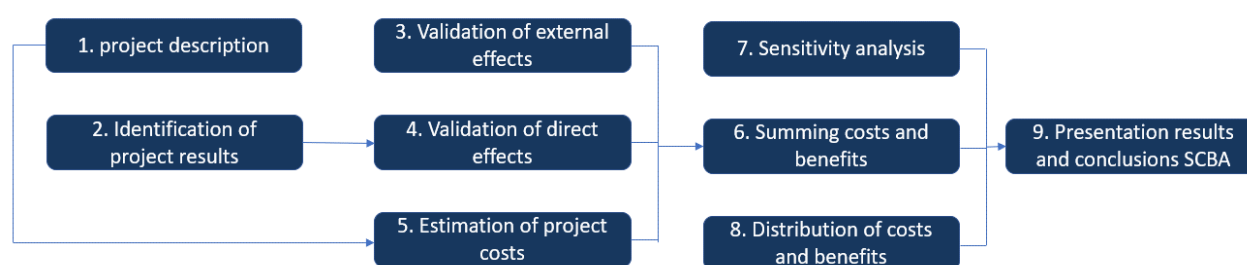 1. project description
2. Identification of
project results
3. Validation of external
effects
4. Validation of direct
effects
5. Estimation of project
costs
7. Sensitivity analysis
6. Summing costs and
benefits
8. Distribution of costs
and benefits
9. Presentation results
and conclusions SCBA